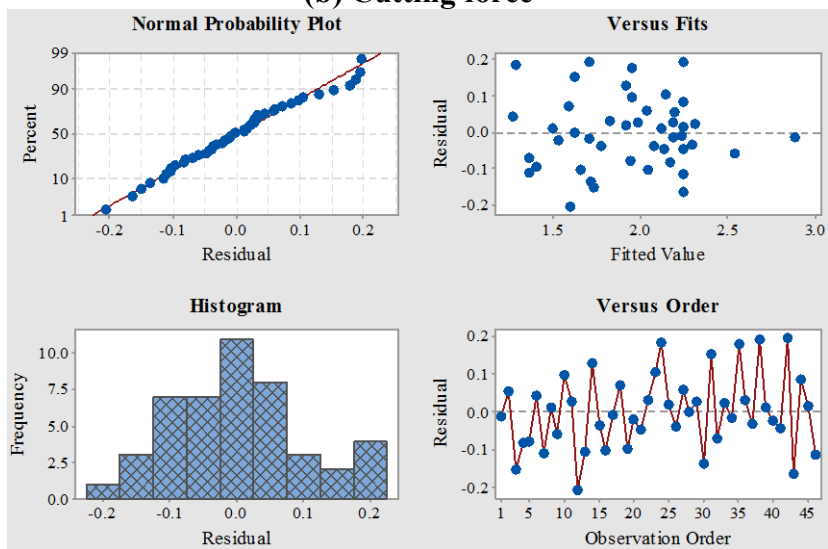 (b) Cutting force
Normal Probability Plot
99
90
50
10
1
Percent
-0.2 -0.1 0.0 0.1 0.2
Residual
Versus Fits
0.2
0.1
0.0
-0.1
-0.2
Residual
1.5 2.0 2.5 3.0
Fitted Value
Histogram
10.0
7.5
5.0
2.5
0.0
Frequency
-0.2 -0.1 0.0 0.1 0.2
Residual
Versus Order
0.2
0.1
0.0
-0.1
-0.2
Residual
1 5 10 15 20 25 30 35 40 45
Observation Order